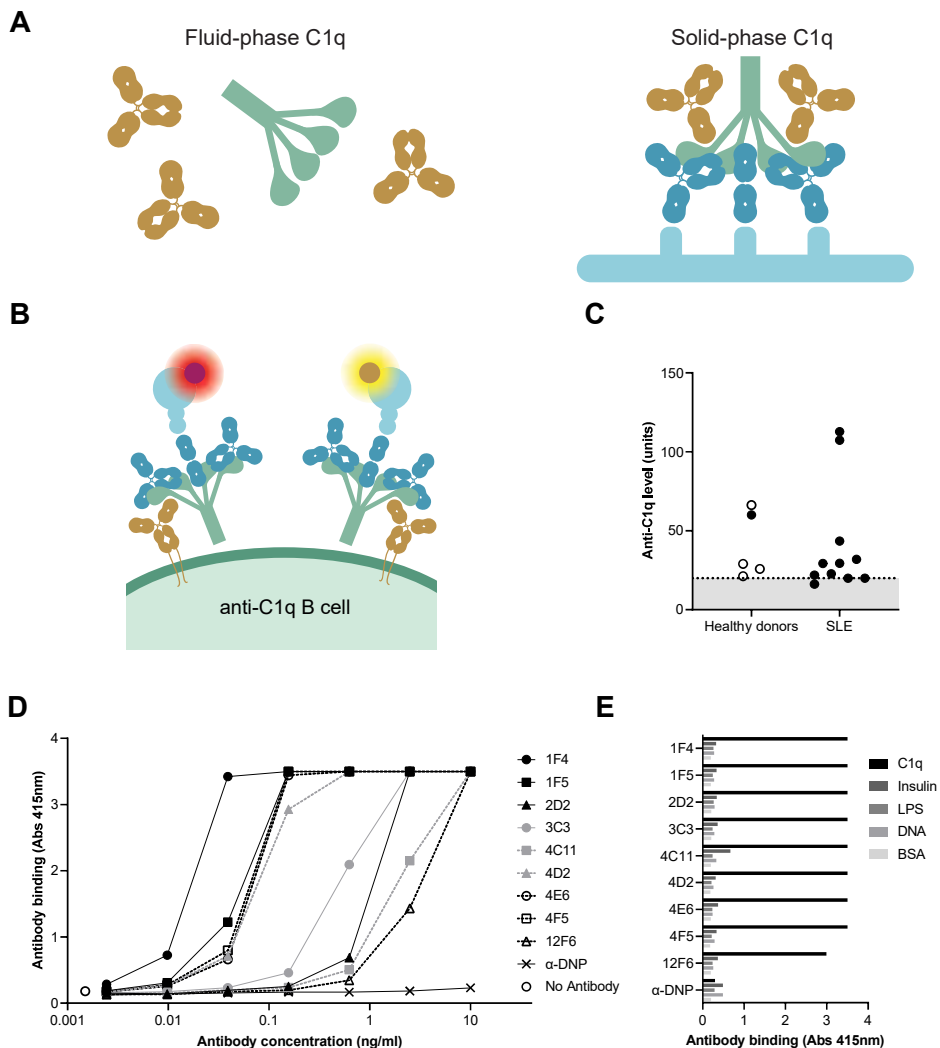 A
Fluid-phase C1q
Solid-phase C1q
B
anti-C1q B cell
C
150
100
50
0
Anti-C1q level (units)
Healthy donors
SLE
D
4
3
2
1
0
Antibody binding (Abs 415nm)
0.001
0.01
0.1
1
10
Antibody concentration (ng/ml)
1F4
1F5
2D2
3C3
4C11
4D2
4E6
4F5
12F6
α-DNP
No Antibody
E
1F4
1F5
2D2
3C3
4C11
4D2
4E6
4F5
12F6
α-DNP
0
1
2
3
4
Antibody binding (Abs 415nm)
C1q
Insulin
LPS
DNA
BSA